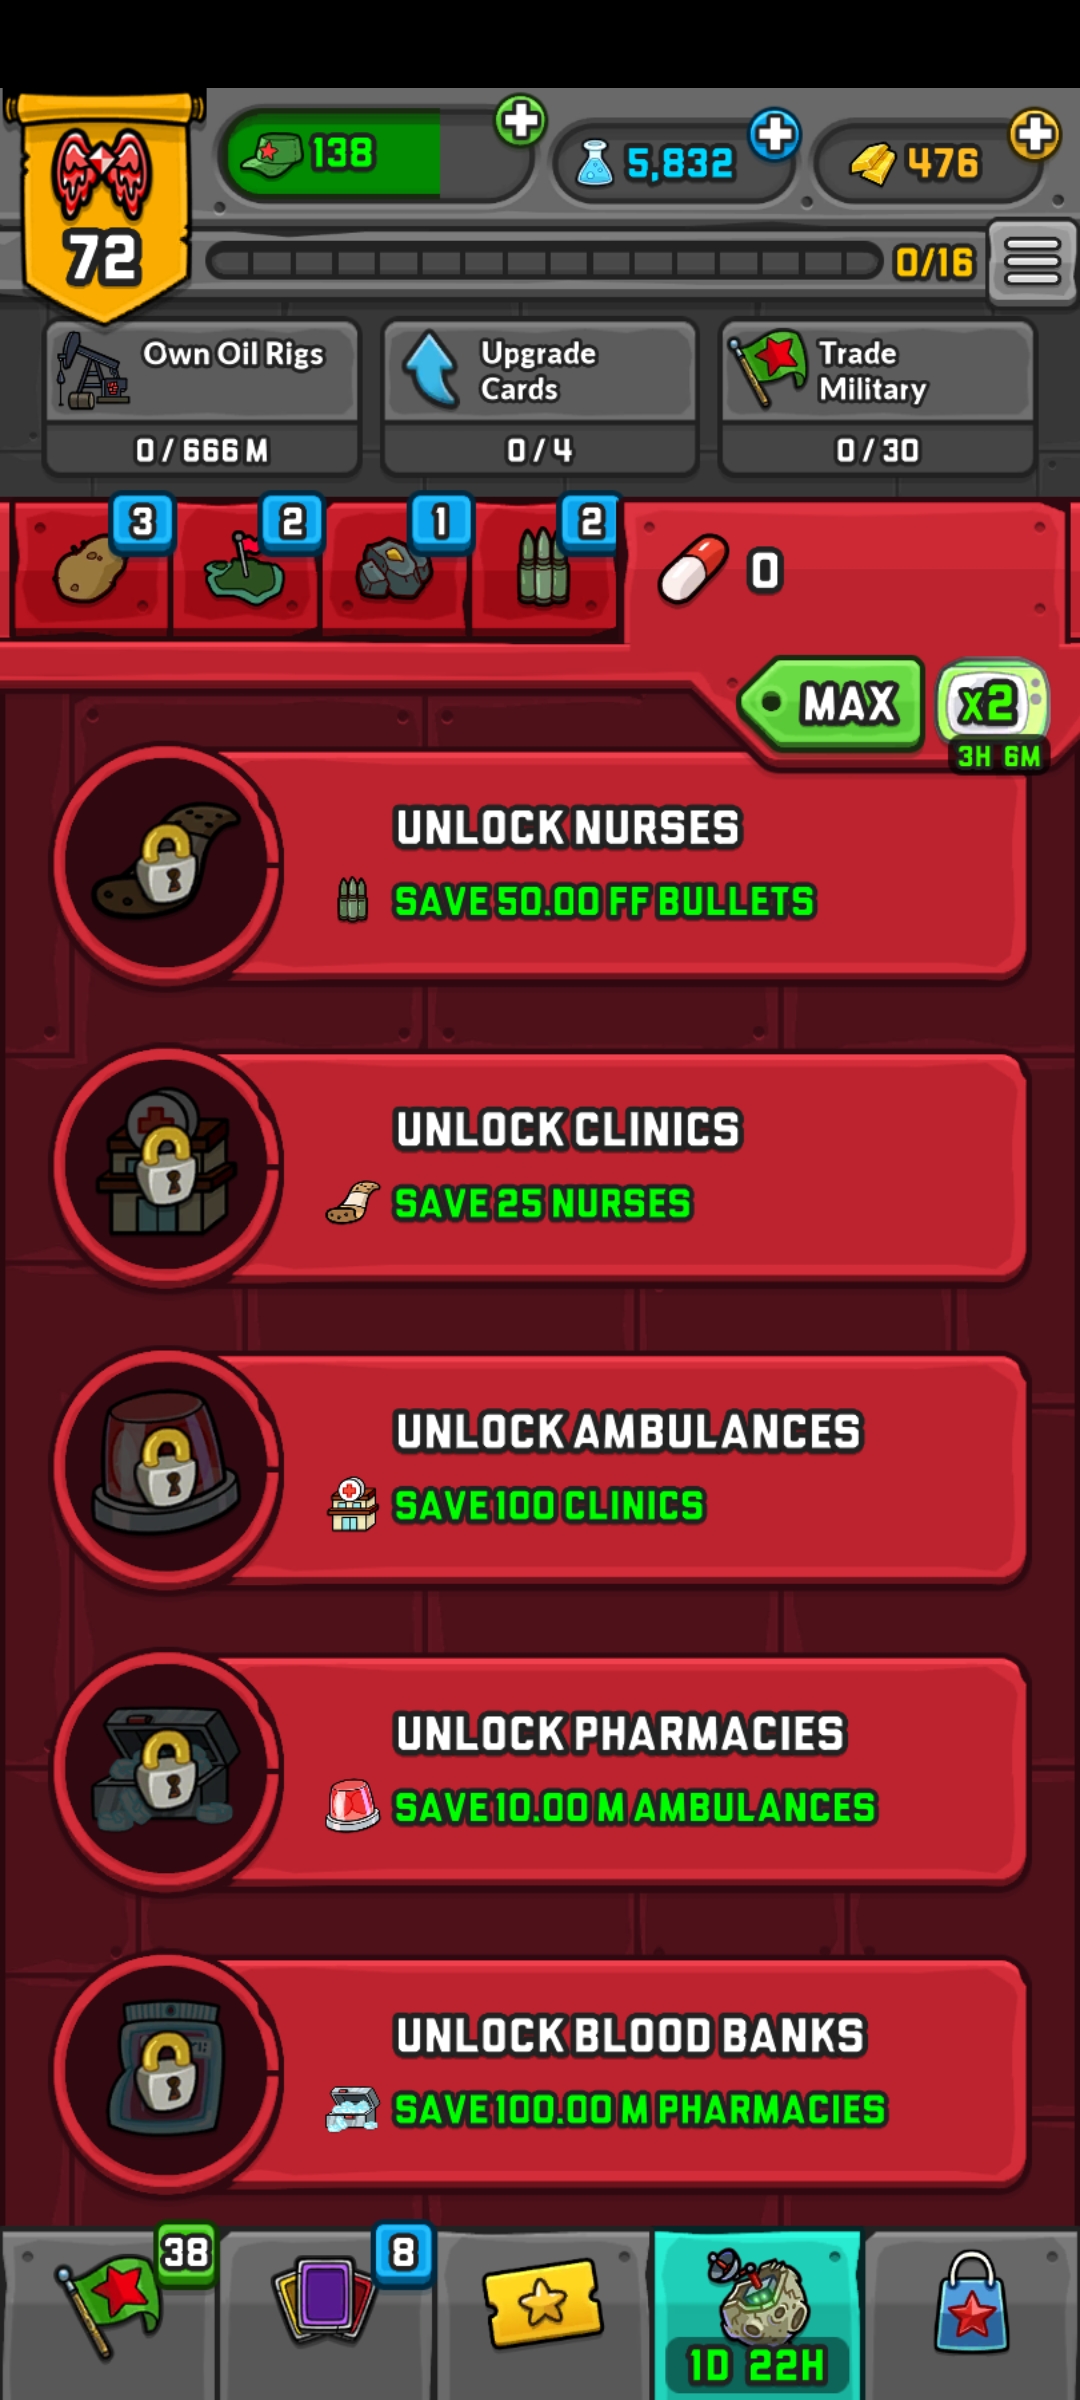 138
5,832
476
72
0/16
Own Oil Rigs
0 / 666 M
Upgrade
Cards
0 / 4
Trade
Military
0 / 30
3
2
1
2
0
MAX
x2
3H 6M
UNLOCK NURSES
SAVE 50.00 FF BULLETS
UNLOCK CLINICS
SAVE 25 NURSES
UNLOCK AMBULANCES
SAVE 100 CLINICS
UNLOCK PHARMACIES
SAVE 10.00 M AMBULANCES
UNLOCK BLOOD BANKS
SAVE 100.00 M PHARMACIES
38
8
1D 22H